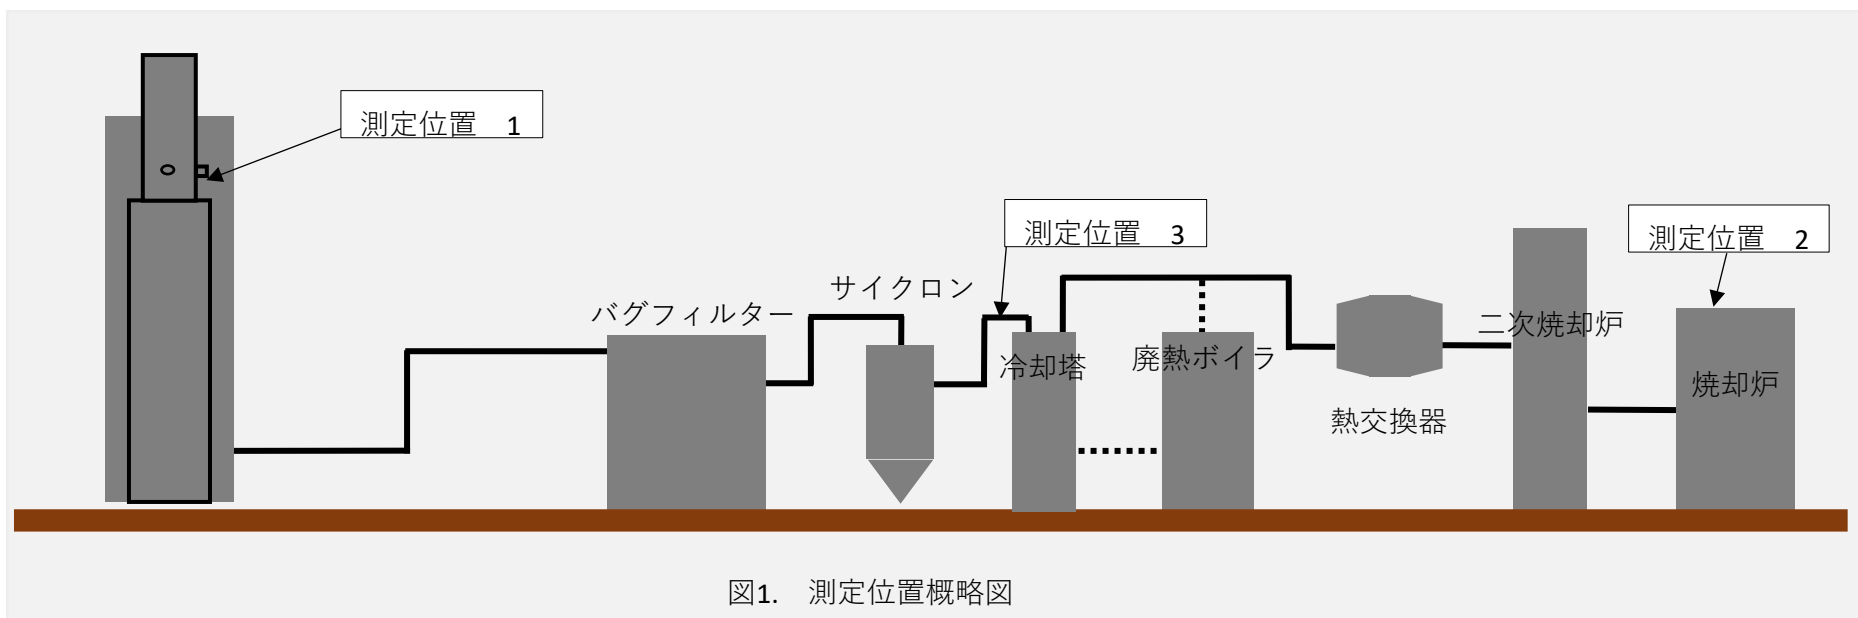 測定位置　1
測定位置　3
測定位置　2
サイクロン
バグフィルター
二次焼却炉
冷却塔
廃熱ボイラ
焼却炉
熱交換器
図1.　測定位置概略図